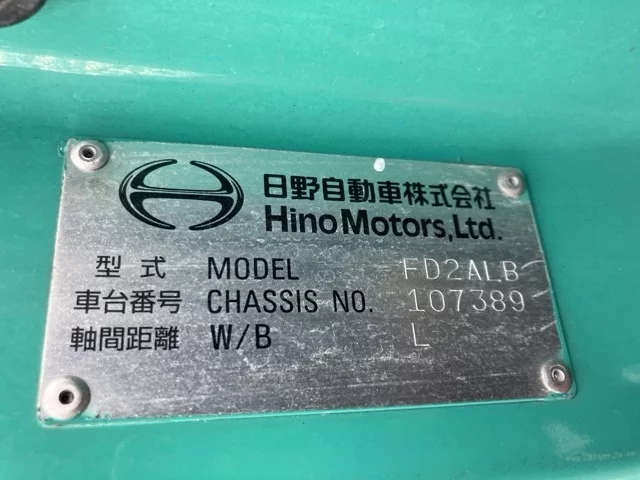 日野自動車株式会社
Hino Motors, Ltd.
型式 MODEL FD2ALB
車台番号 CHASSIS NO. 107389
軸間距離 W/B L